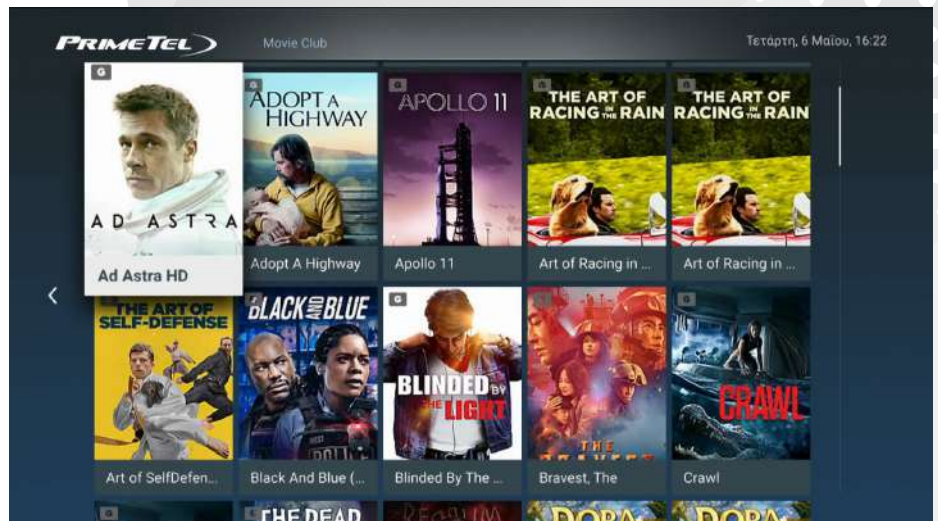 PRIMETEL
Movie Club
Τετάρτη, 6 Μαΐου, 16:22
G
AD ASTRA
Ad Astra HD
G
ADOPT A
HIGHWAY
Adopt A Highway
G
APOLLO 11
Apollo 11
G
THE ART OF
RACING IN THE RAIN
Art of Racing in ...
G
THE ART OF
RACING IN THE RAIN
Art of Racing in ...
THE ART OF
SELF-DEFENSE
Art of SelfDefen...
BLACK AND BLUE
Black And Blue (...
G
BLINDED BY
THE LIGHT
Blinded By The ...
THE
BRAVEST
Bravest, The
G
CRAWL
Crawl
G
THE DEAD
DORA
DORA